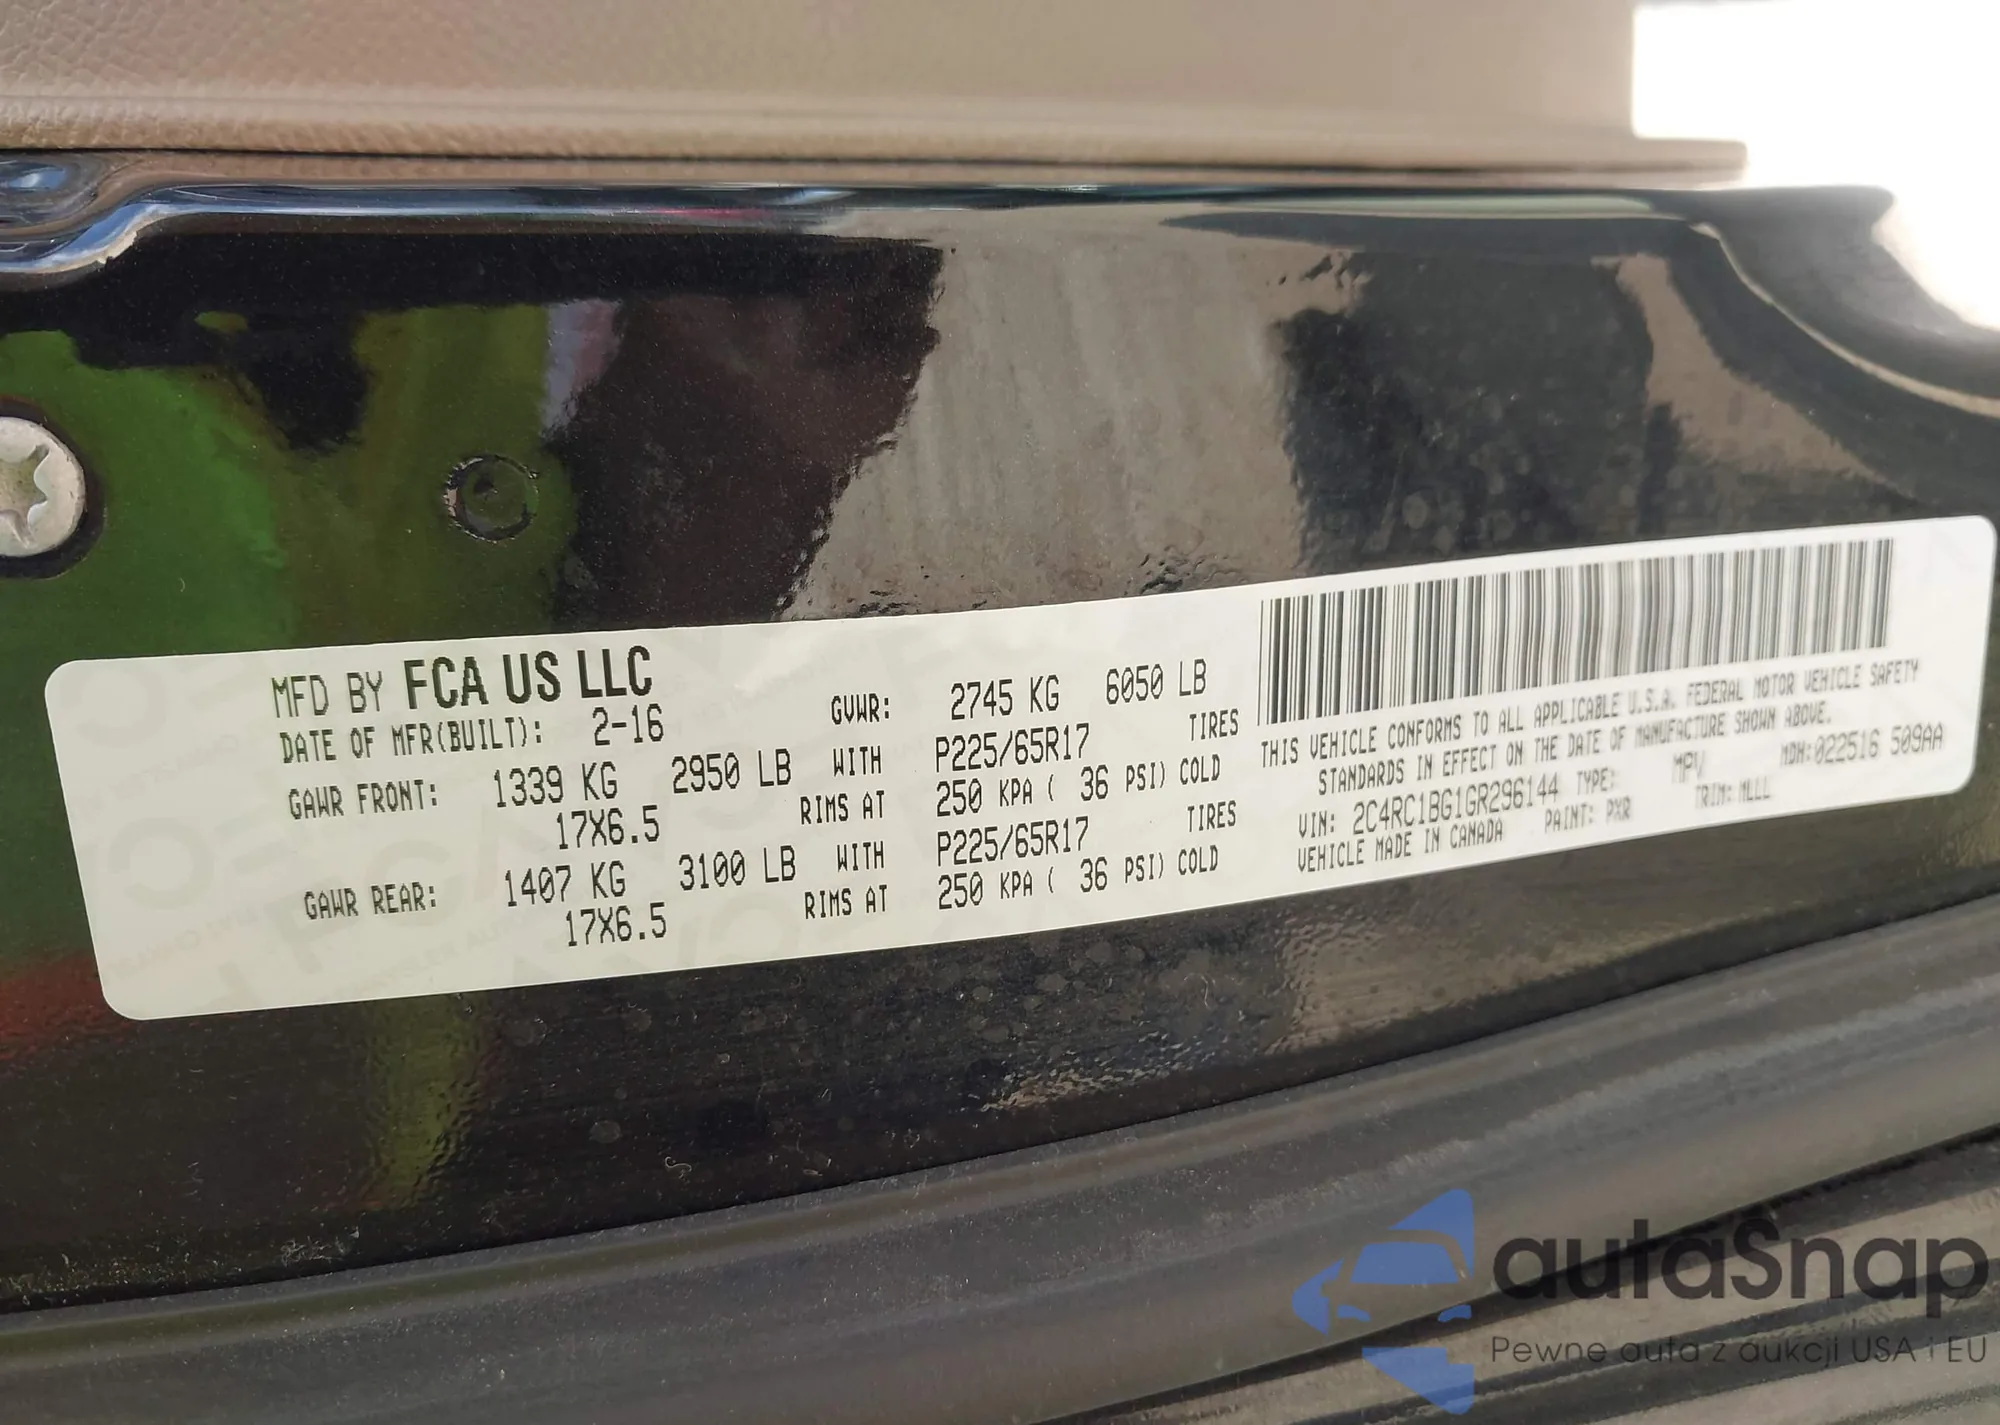 MFD BY FCA US LLC
DATE OF MFR(BUILT): 2-16
GVWR: 2745 KG 6050 LB
GAWR FRONT: 1339 KG 2950 LB WITH P225/65R17 TIRES
17X6.5 RIMS AT 250 KPA ( 36 PSI) COLD
GAWR REAR: 1407 KG 3100 LB WITH P225/65R17 TIRES
17X6.5 RIMS AT 250 KPA ( 36 PSI) COLD
THIS VEHICLE CONFORMS TO ALL APPLICABLE U.S.A. FEDERAL MOTOR VEHICLE SAFETY
STANDARDS IN EFFECT ON THE DATE OF MANUFACTURE SHOWN ABOVE.
VIN: 2C4RC1BG1GR296144 TYPE: MPV MDH:022516 509AA
VEHICLE MADE IN CANADA PAINT: PXR TRIM: MLLL
autaSnap
Pewne auta z aukcji USA i EU